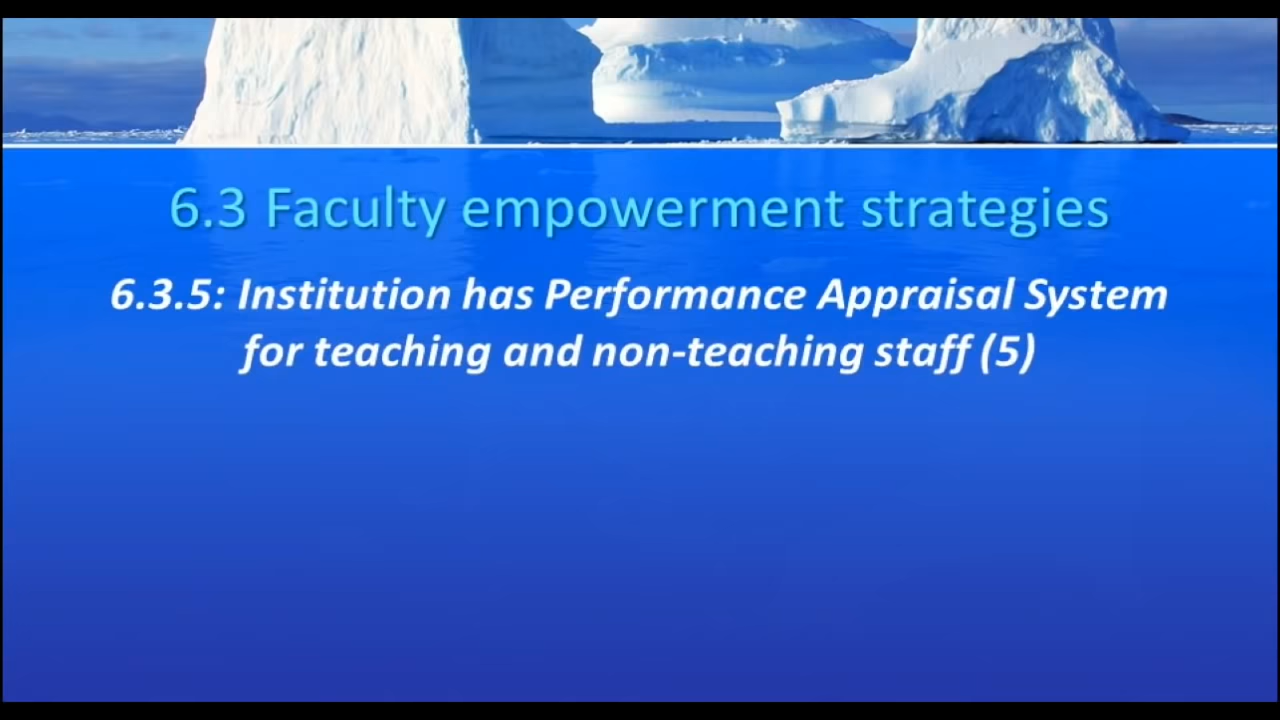 6.3 Faculty empowerment strategies
6.3.5: Institution has Performance Appraisal System
for teaching and non-teaching staff (5)